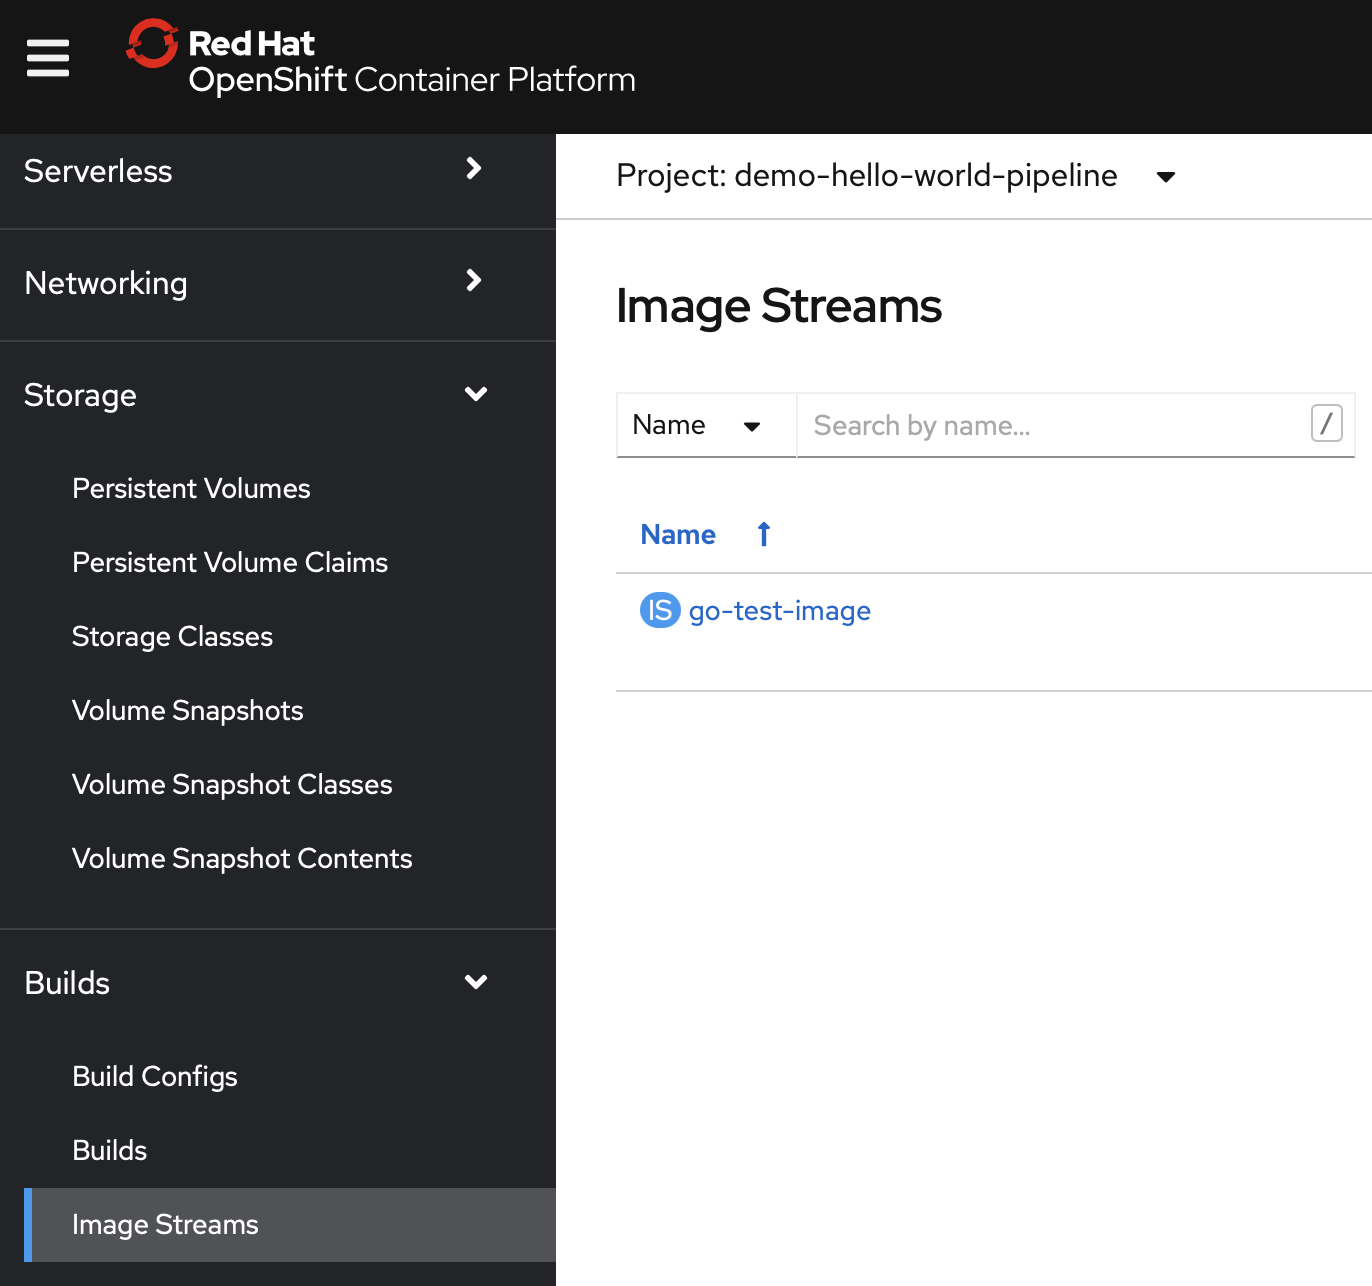 Red Hat
OpenShift Container Platform
Serverless
Networking
Storage
Persistent Volumes
Persistent Volume Claims
Storage Classes
Volume Snapshots
Volume Snapshot Classes
Volume Snapshot Contents
Builds
Build Configs
Builds
Image Streams
Project: demo-hello-world-pipeline
Image Streams
Name
Search by name...
/
Name
IS go-test-image